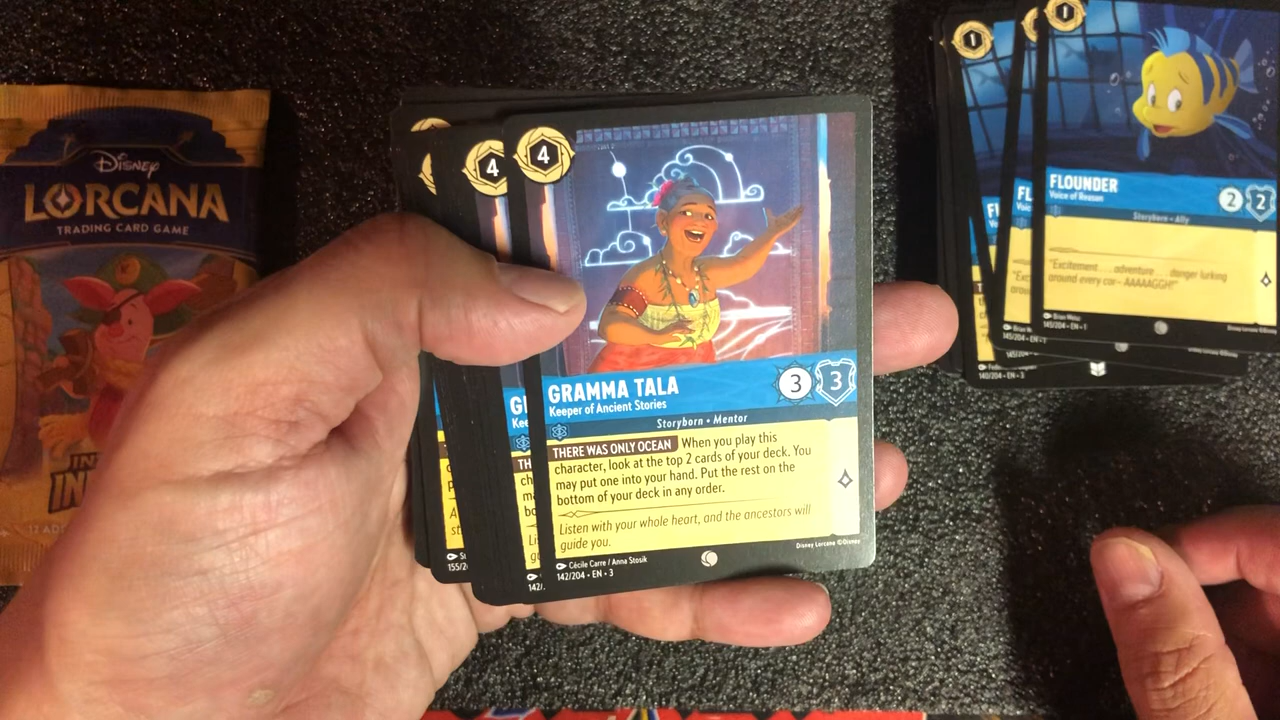 Disney
LORCANA
TRADING CARD GAME
IN
4
4
GRAMMA TALA
Keeper of Ancient Stories
3
3
Storyborn • Mentor
THERE WAS ONLY OCEAN When you play this
character, look at the top 2 cards of your deck. You
may put one into your hand. Put the rest on the
bottom of your deck in any order.
Listen with your whole heart, and the ancestors will
guide you.
Disney Lorcana ©Disney
Cécile Carre / Anna Stosik
142/204 • EN • 3
1
1
FLOUNDER
Voice of Reason
2
2
Storyborn • Ally
"Excitement... adventure... danger lurking
around every cor- AAAAAGGH!"
145/204 • EN • 1
140/204 • EN • 3